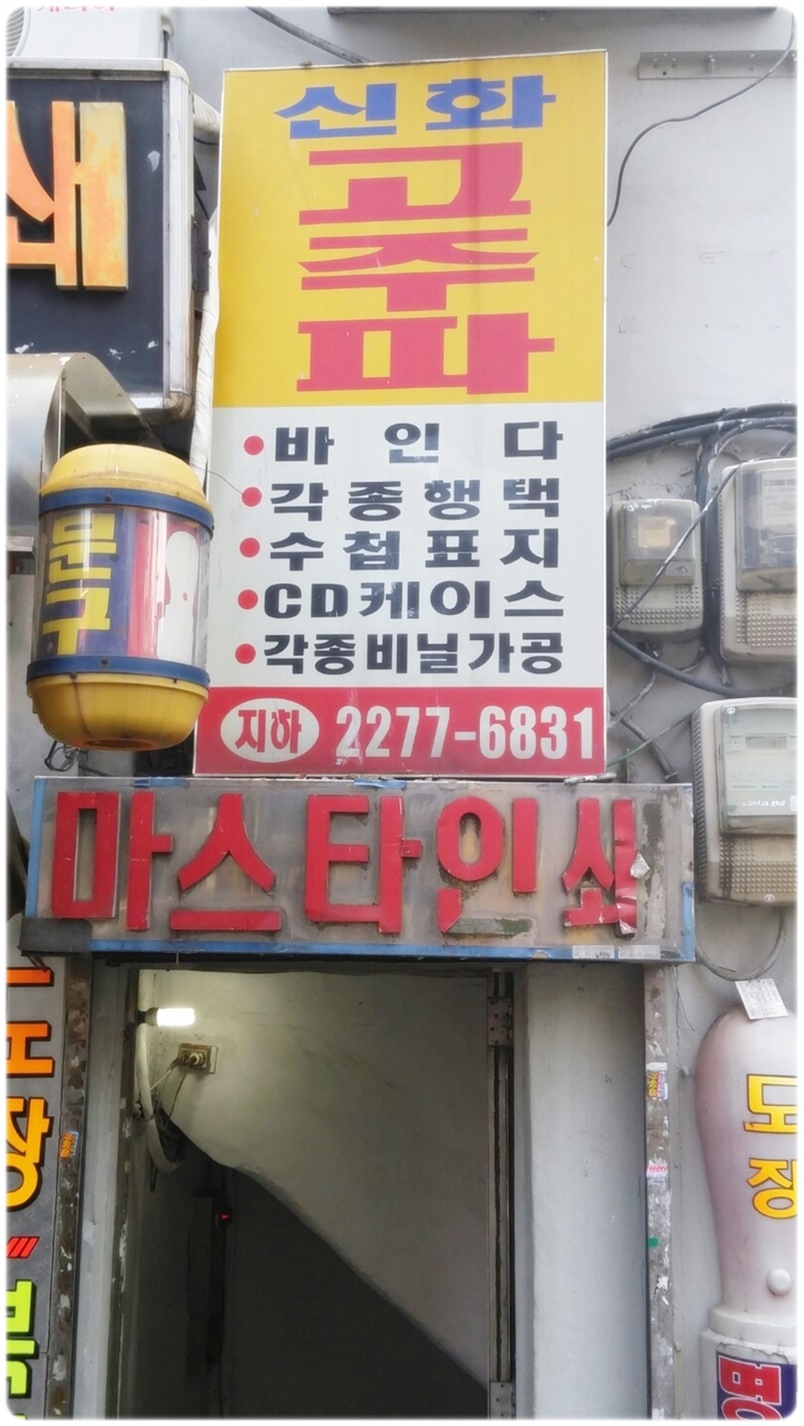 쇄
신화
고주파
바인다
각종행택
수첩표지
CD케이스
각종비닐가공
지하 2277-6831
문구
마스타인쇄
도장
도장